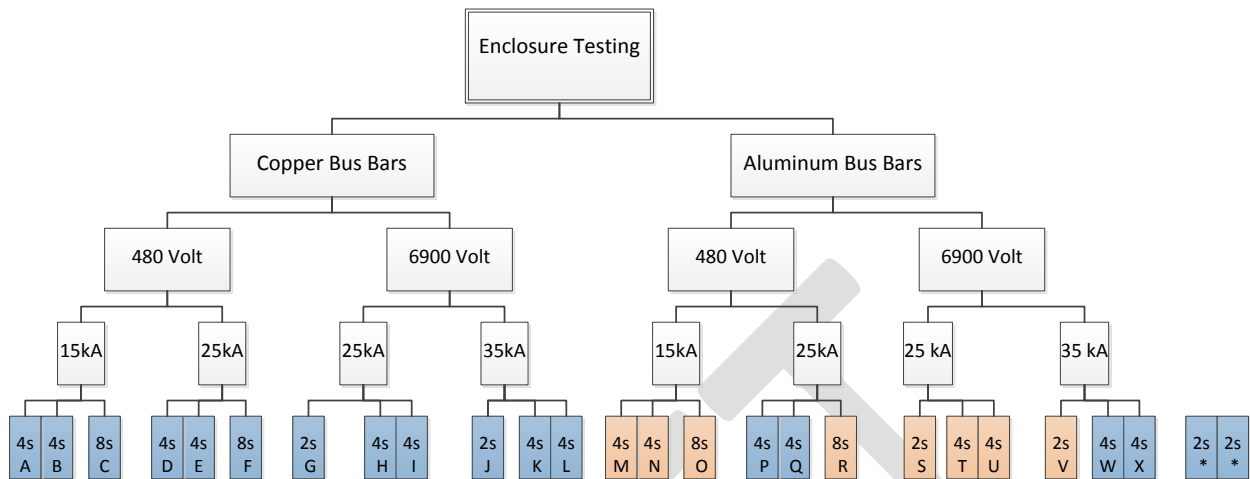 Enclosure Testing
Copper Bus Bars
Aluminum Bus Bars
480 Volt
6900 Volt
480 Volt
6900 Volt
15kA
25kA
25kA
35kA
15kA
25kA
25 kA
35 kA
4s 4s 8s 4s 4s 8s 2s 4s 4s 2s 4s 4s 4s 4s 8s 4s 4s 8s 2s 4s 4s 2s 4s 4s 2s 2s
A B C D E F G H I J K L M N O P Q R S T U V W X * *